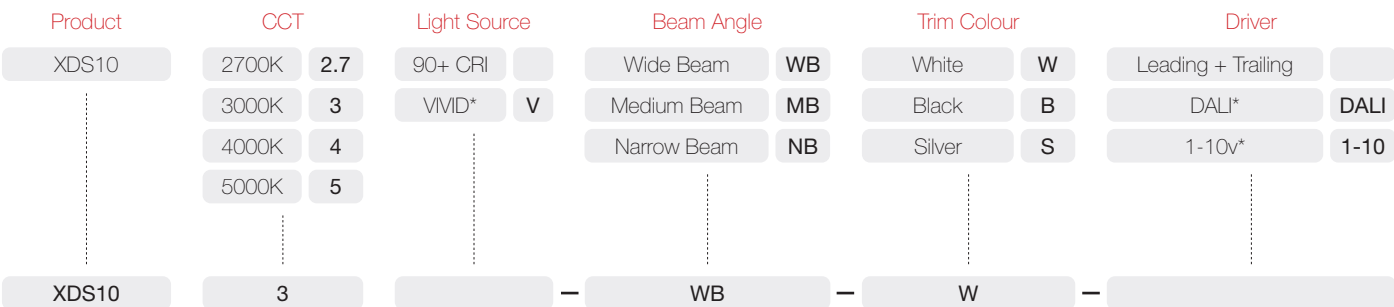 Product CCT Light Source Beam Angle Trim Colour Driver
XDS10 2700K 2.7 90+ CRI Wide Beam WB White W Leading + Trailing
3000K 3 VIVID* V Medium Beam MB Black B DALI* DALI
4000K 4 Narrow Beam NB Silver S 1-10v* 1-10
5000K 5
XDS10 3 – WB – W –